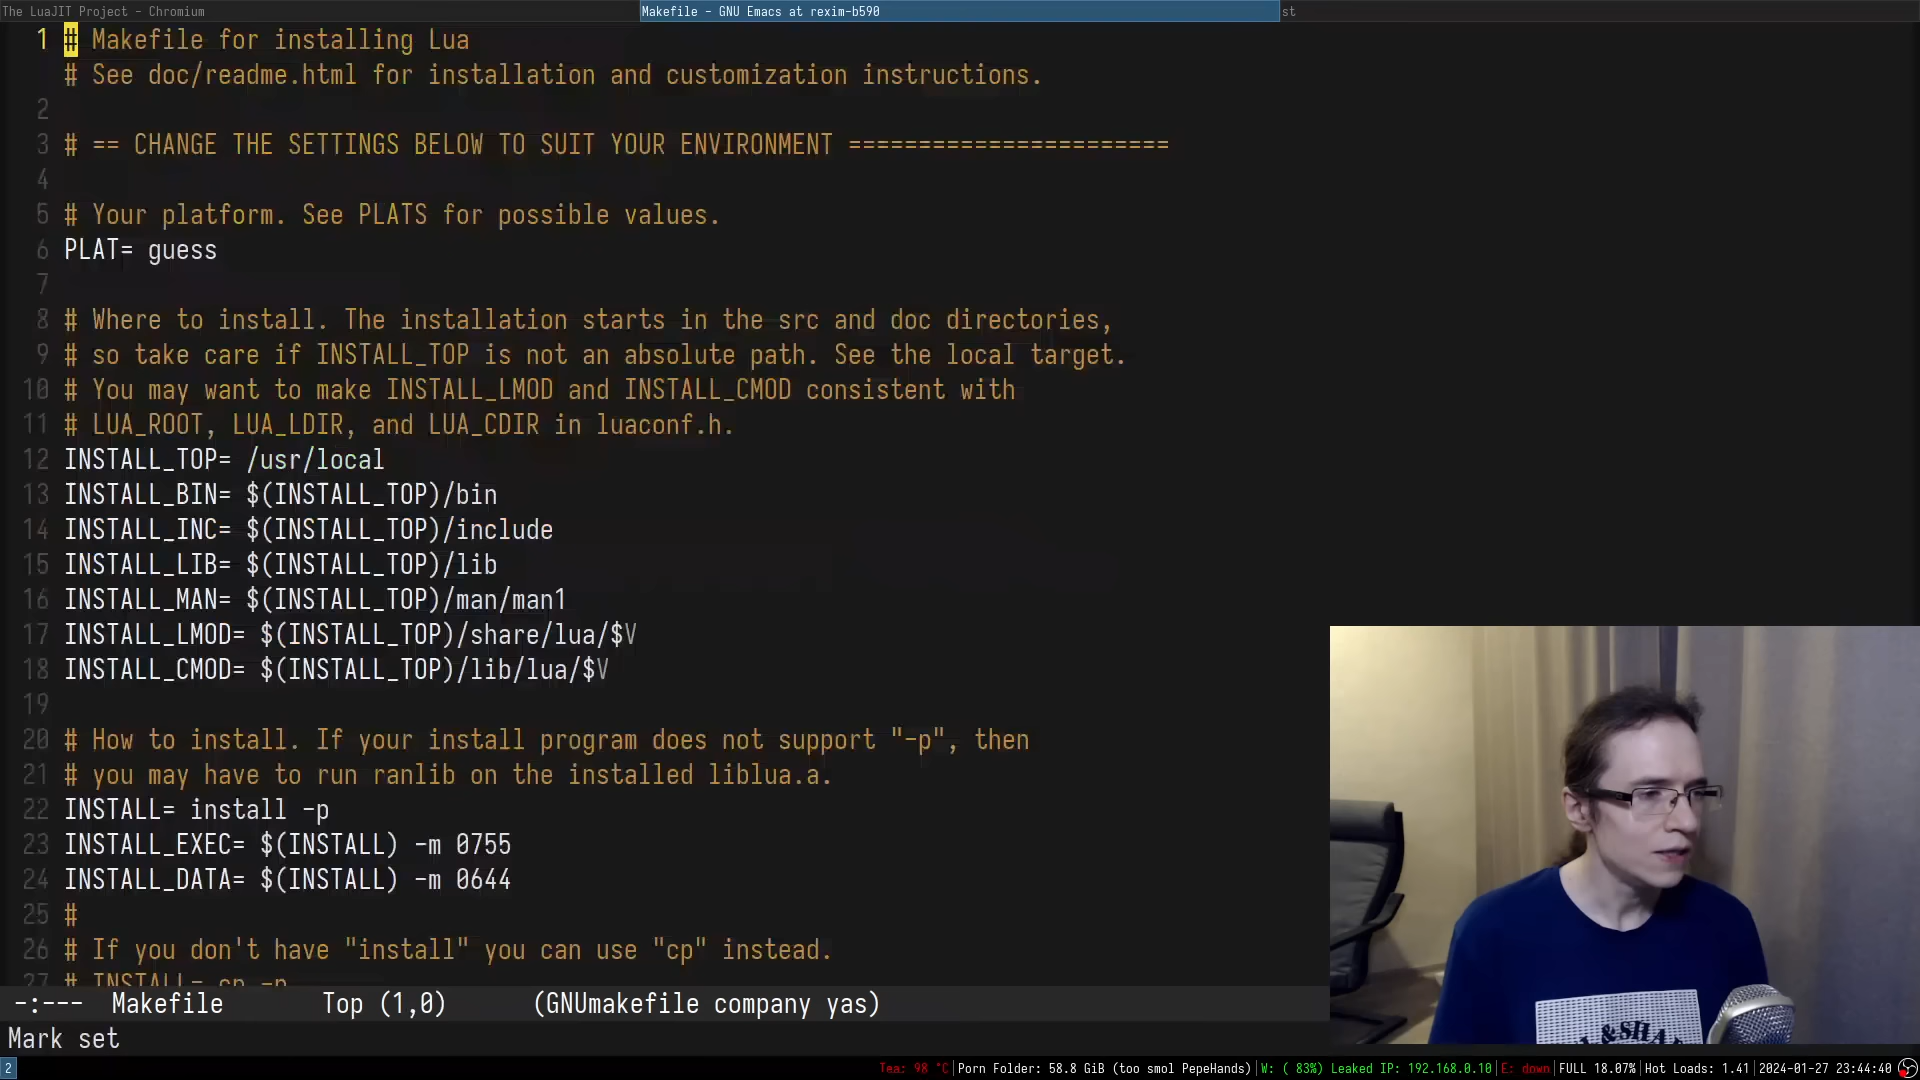 The LuaJIT Project - Chromium
Makefile - GNU Emacs at rexim-b590
st
1 # Makefile for installing Lua
# See doc/readme.html for installation and customization instructions.
2
3 # == CHANGE THE SETTINGS BELOW TO SUIT YOUR ENVIRONMENT =======================
4
5 # Your platform. See PLATS for possible values.
6 PLAT= guess
7
8 # Where to install. The installation starts in the src and doc directories,
9 # so take care if INSTALL_TOP is not an absolute path. See the local target.
10 # You may want to make INSTALL_LMOD and INSTALL_CMOD consistent with
11 # LUA_ROOT, LUA_LDIR, and LUA_CDIR in luaconf.h.
12 INSTALL_TOP= /usr/local
13 INSTALL_BIN= $(INSTALL_TOP)/bin
14 INSTALL_INC= $(INSTALL_TOP)/include
15 INSTALL_LIB= $(INSTALL_TOP)/lib
16 INSTALL_MAN= $(INSTALL_TOP)/man/man1
17 INSTALL_LMOD= $(INSTALL_TOP)/share/lua/$V
18 INSTALL_CMOD= $(INSTALL_TOP)/lib/lua/$V
19
20 # How to install. If your install program does not support "-p", then
21 # you may have to run ranlib on the installed liblua.a.
22 INSTALL= install -p
23 INSTALL_EXEC= $(INSTALL) -m 0755
24 INSTALL_DATA= $(INSTALL) -m 0644
25 #
26 # If you don't have "install" you can use "cp" instead.
27 # INSTALL= cp -p
-:--- Makefile Top (1,0) (GNUmakefile company yas)
Mark set
2
Tea: 98 °C|Porn Folder: 58.8 GiB (too smol PepeHands)|W: ( 83%) Leaked IP: 192.168.0.10|E: down|FULL 18.07%|Hot Loads: 1.41|2024-01-27 23:44:40